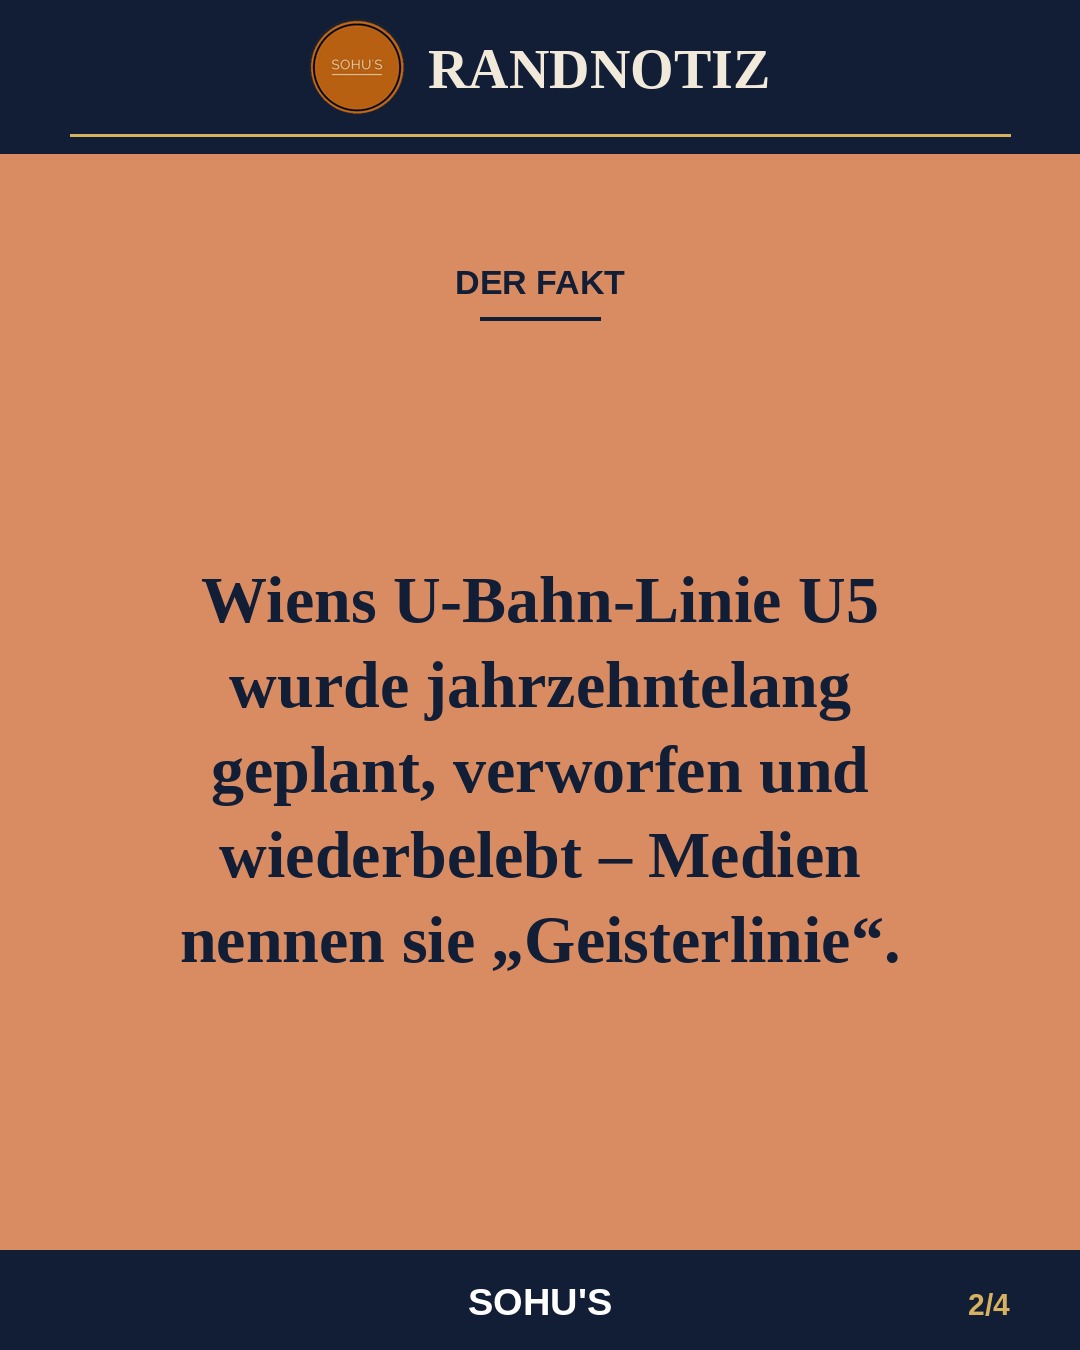 SOHU'S
RANDNOTIZ
DER FAKT
Wiens U-Bahn-Linie U5
wurde jahrzehntelang
geplant, verworfen und
wiederbelebt – Medien
nennen sie „Geisterlinie“.
SOHU'S
2/4